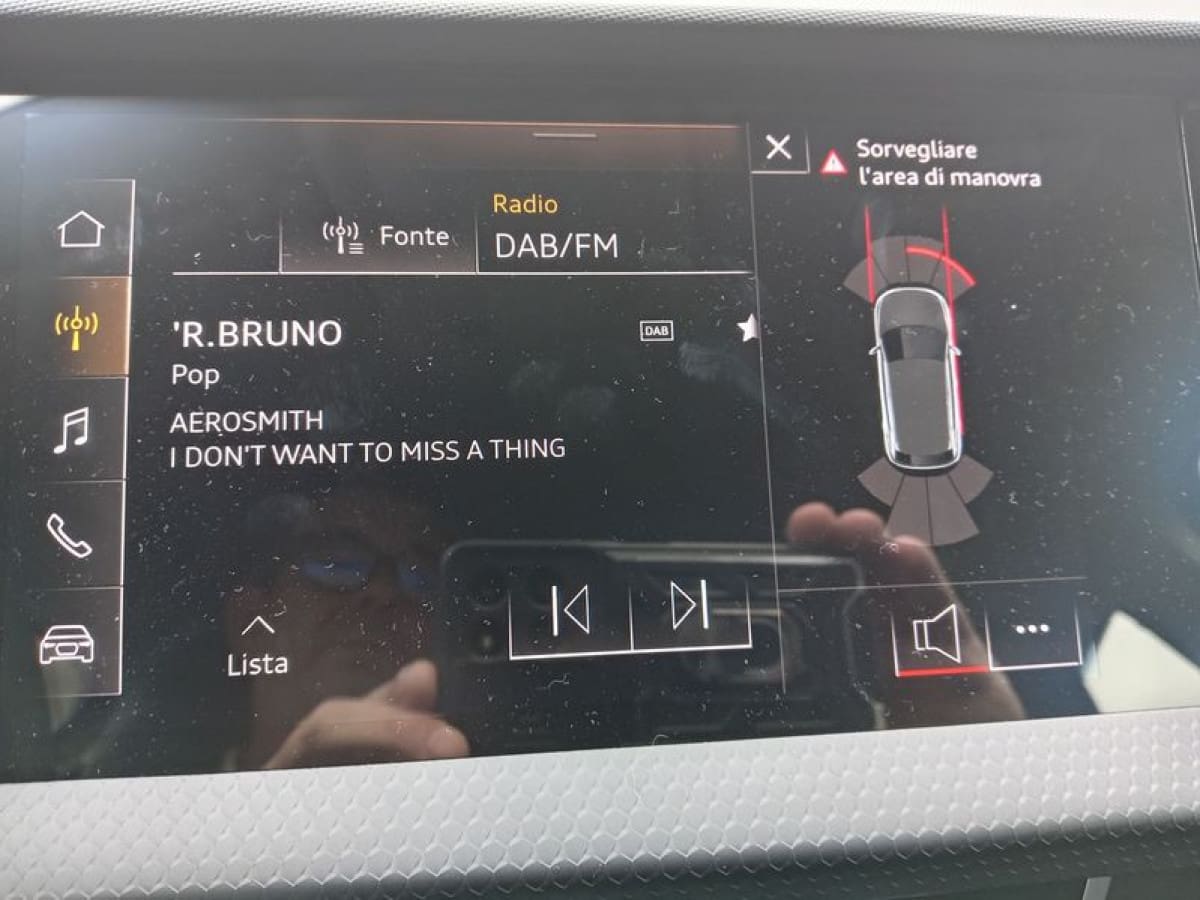 Fonte
Radio
DAB/FM
'R.BRUNO
DAB
Pop
AEROSMITH
I DON'T WANT TO MISS A THING
Lista
Sorvegliare
l'area di manovra